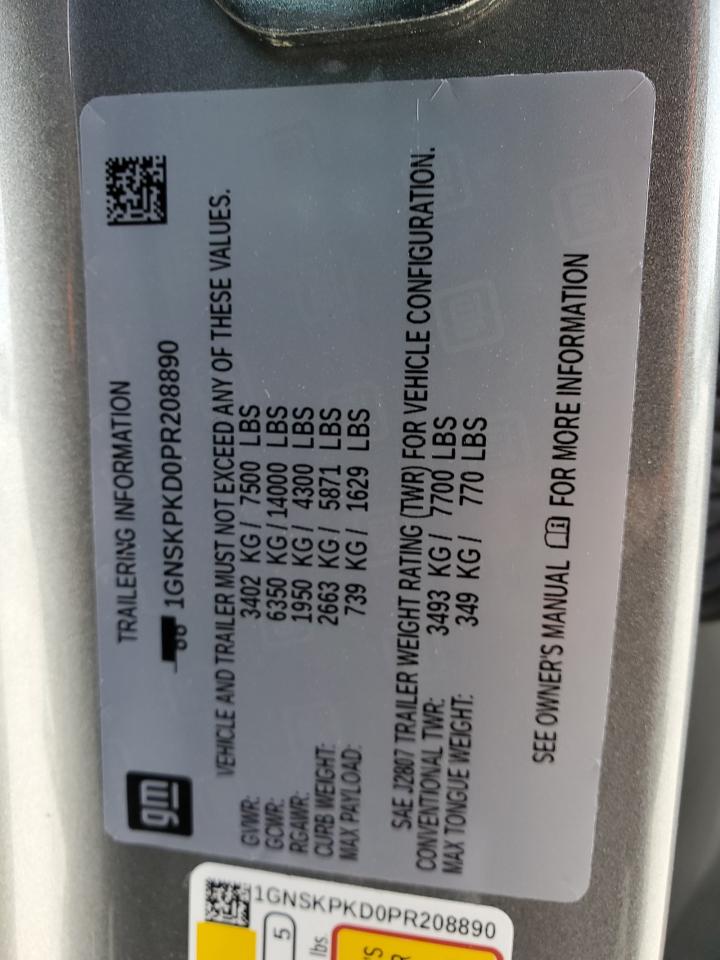 gm
TRAILERING INFORMATION
1GNSKPKD0PR208890
VEHICLE AND TRAILER MUST NOT EXCEED ANY OF THESE VALUES.
GVWR: 3402 KG / 7500 LBS
GCWR: 6350 KG / 14000 LBS
RGAWR: 1950 KG / 4300 LBS
CURB WEIGHT: 2663 KG / 5871 LBS
MAX PAYLOAD: 739 KG / 1629 LBS
SAE J2807 TRAILER WEIGHT RATING (TWR) FOR VEHICLE CONFIGURATION.
CONVENTIONAL TWR: 3493 KG / 7700 LBS
MAX TONGUE WEIGHT: 349 KG / 770 LBS
SEE OWNER'S MANUAL FOR MORE INFORMATION
1GNSKPKD0PR208890
5
lbs